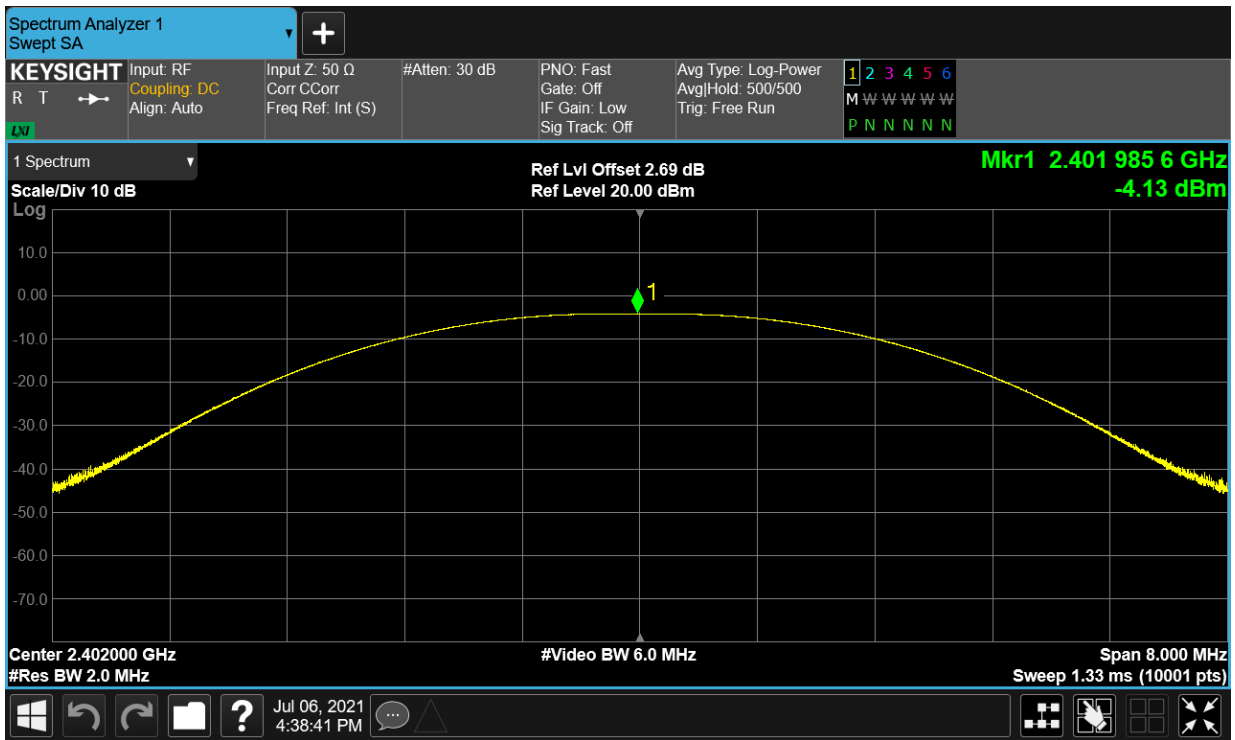 Spectrum Analyzer 1
Swept SA
KEYSIGHT
R T
LXI
Input: RF
Coupling: DC
Align: Auto
Input Z: 50 Ω
Corr CCorr
Freq Ref: Int (S)
#Atten: 30 dB
PNO: Fast
Gate: Off
IF Gain: Low
Sig Track: Off
Avg Type: Log-Power
Avg|Hold: 500/500
Trig: Free Run
1 2 3 4 5 6
M W W W W W
P N N N N N
1 Spectrum
Scale/Div 10 dB
Log
Ref Lvl Offset 2.69 dB
Ref Level 20.00 dBm
Mkr1 2.401 985 6 GHz
-4.13 dBm
1
10.0
0.00
-10.0
-20.0
-30.0
-40.0
-50.0
-60.0
-70.0
Center 2.402000 GHz
#Res BW 2.0 MHz
#Video BW 6.0 MHz
Span 8.000 MHz
Sweep 1.33 ms (10001 pts)
?
Jul 06, 2021
4:38:41 PM